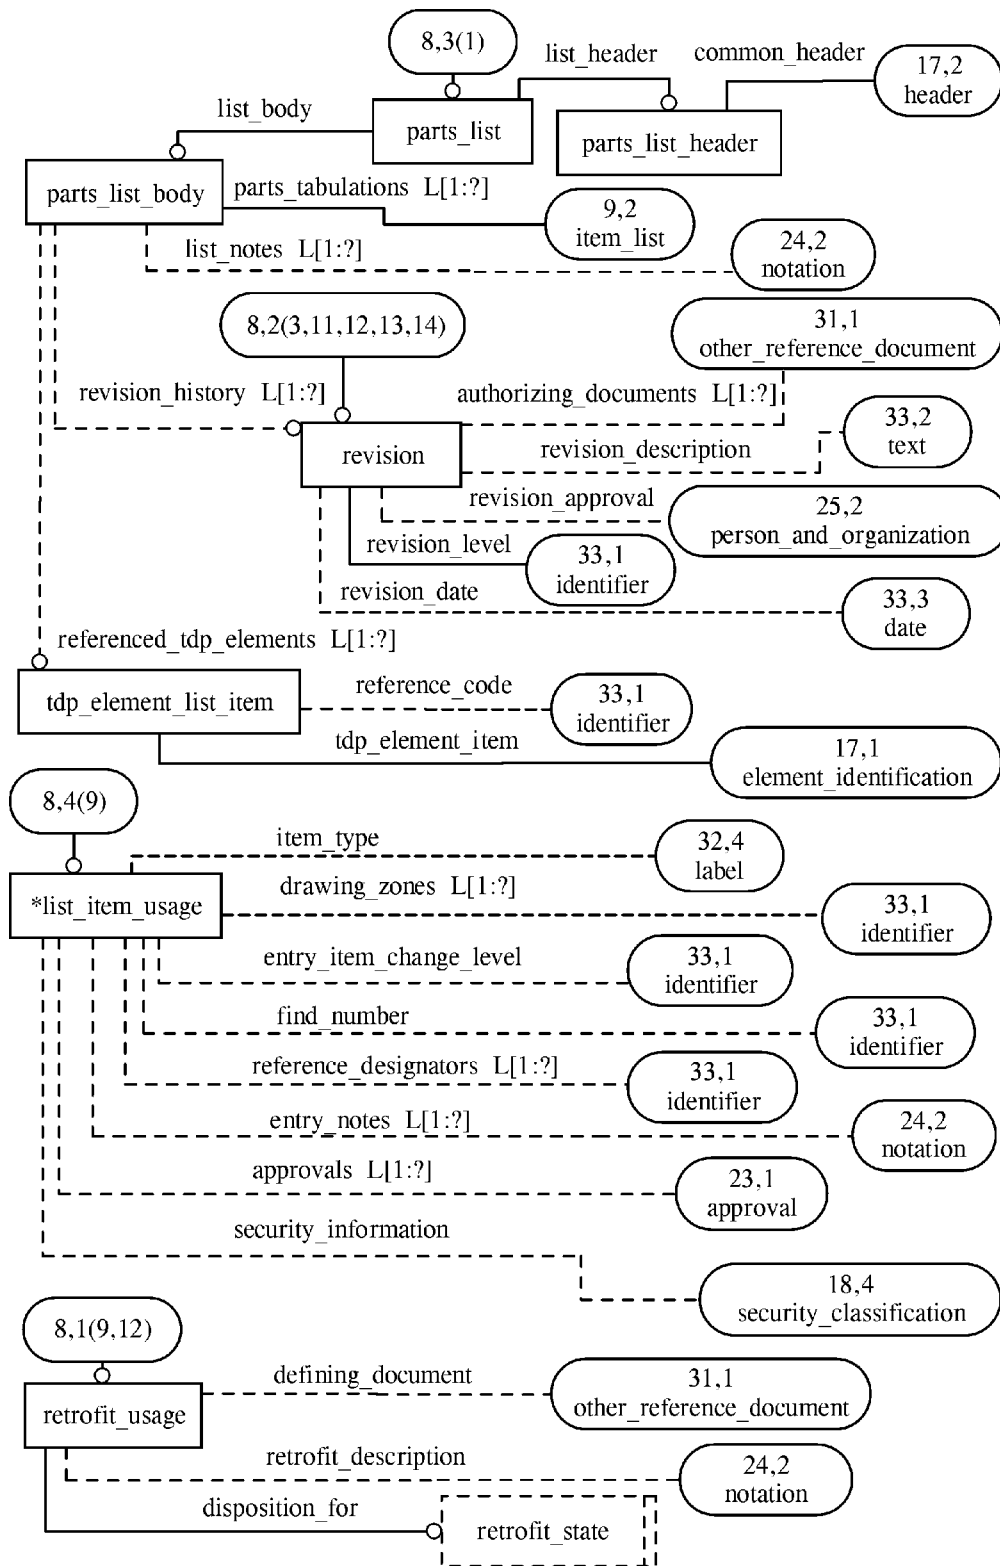 8,3(1)
list_header
common_header
17,2
header
list_body
parts_list
parts_list_header
parts_list_body
parts_tabulations L[1:?]
9,2
item_list
list_notes L[1:?]
24,2
notation
8,2(3,11,12,13,14)
31,1
other_reference_document
revision_history L[1:?]
authorizing_documents L[1:?]
revision
revision_description
33,2
text
revision_approval
25,2
person_and_organization
revision_level
33,1
identifier
revision_date
33,3
date
referenced_tdp_elements L[1:?]
tdp_element_list_item
reference_code
33,1
identifier
tdp_element_item
17,1
element_identification
8,4(9)
item_type
32,4
label
*list_item_usage
drawing_zones L[1:?]
33,1
identifier
entry_item_change_level
33,1
identifier
find_number
33,1
identifier
reference_designators L[1:?]
33,1
identifier
entry_notes L[1:?]
24,2
notation
approvals L[1:?]
23,1
approval
security_information
18,4
security_classification
8,1(9,12)
retrofit_usage
defining_document
31,1
other_reference_document
retrofit_description
24,2
notation
disposition_for
retrofit_state